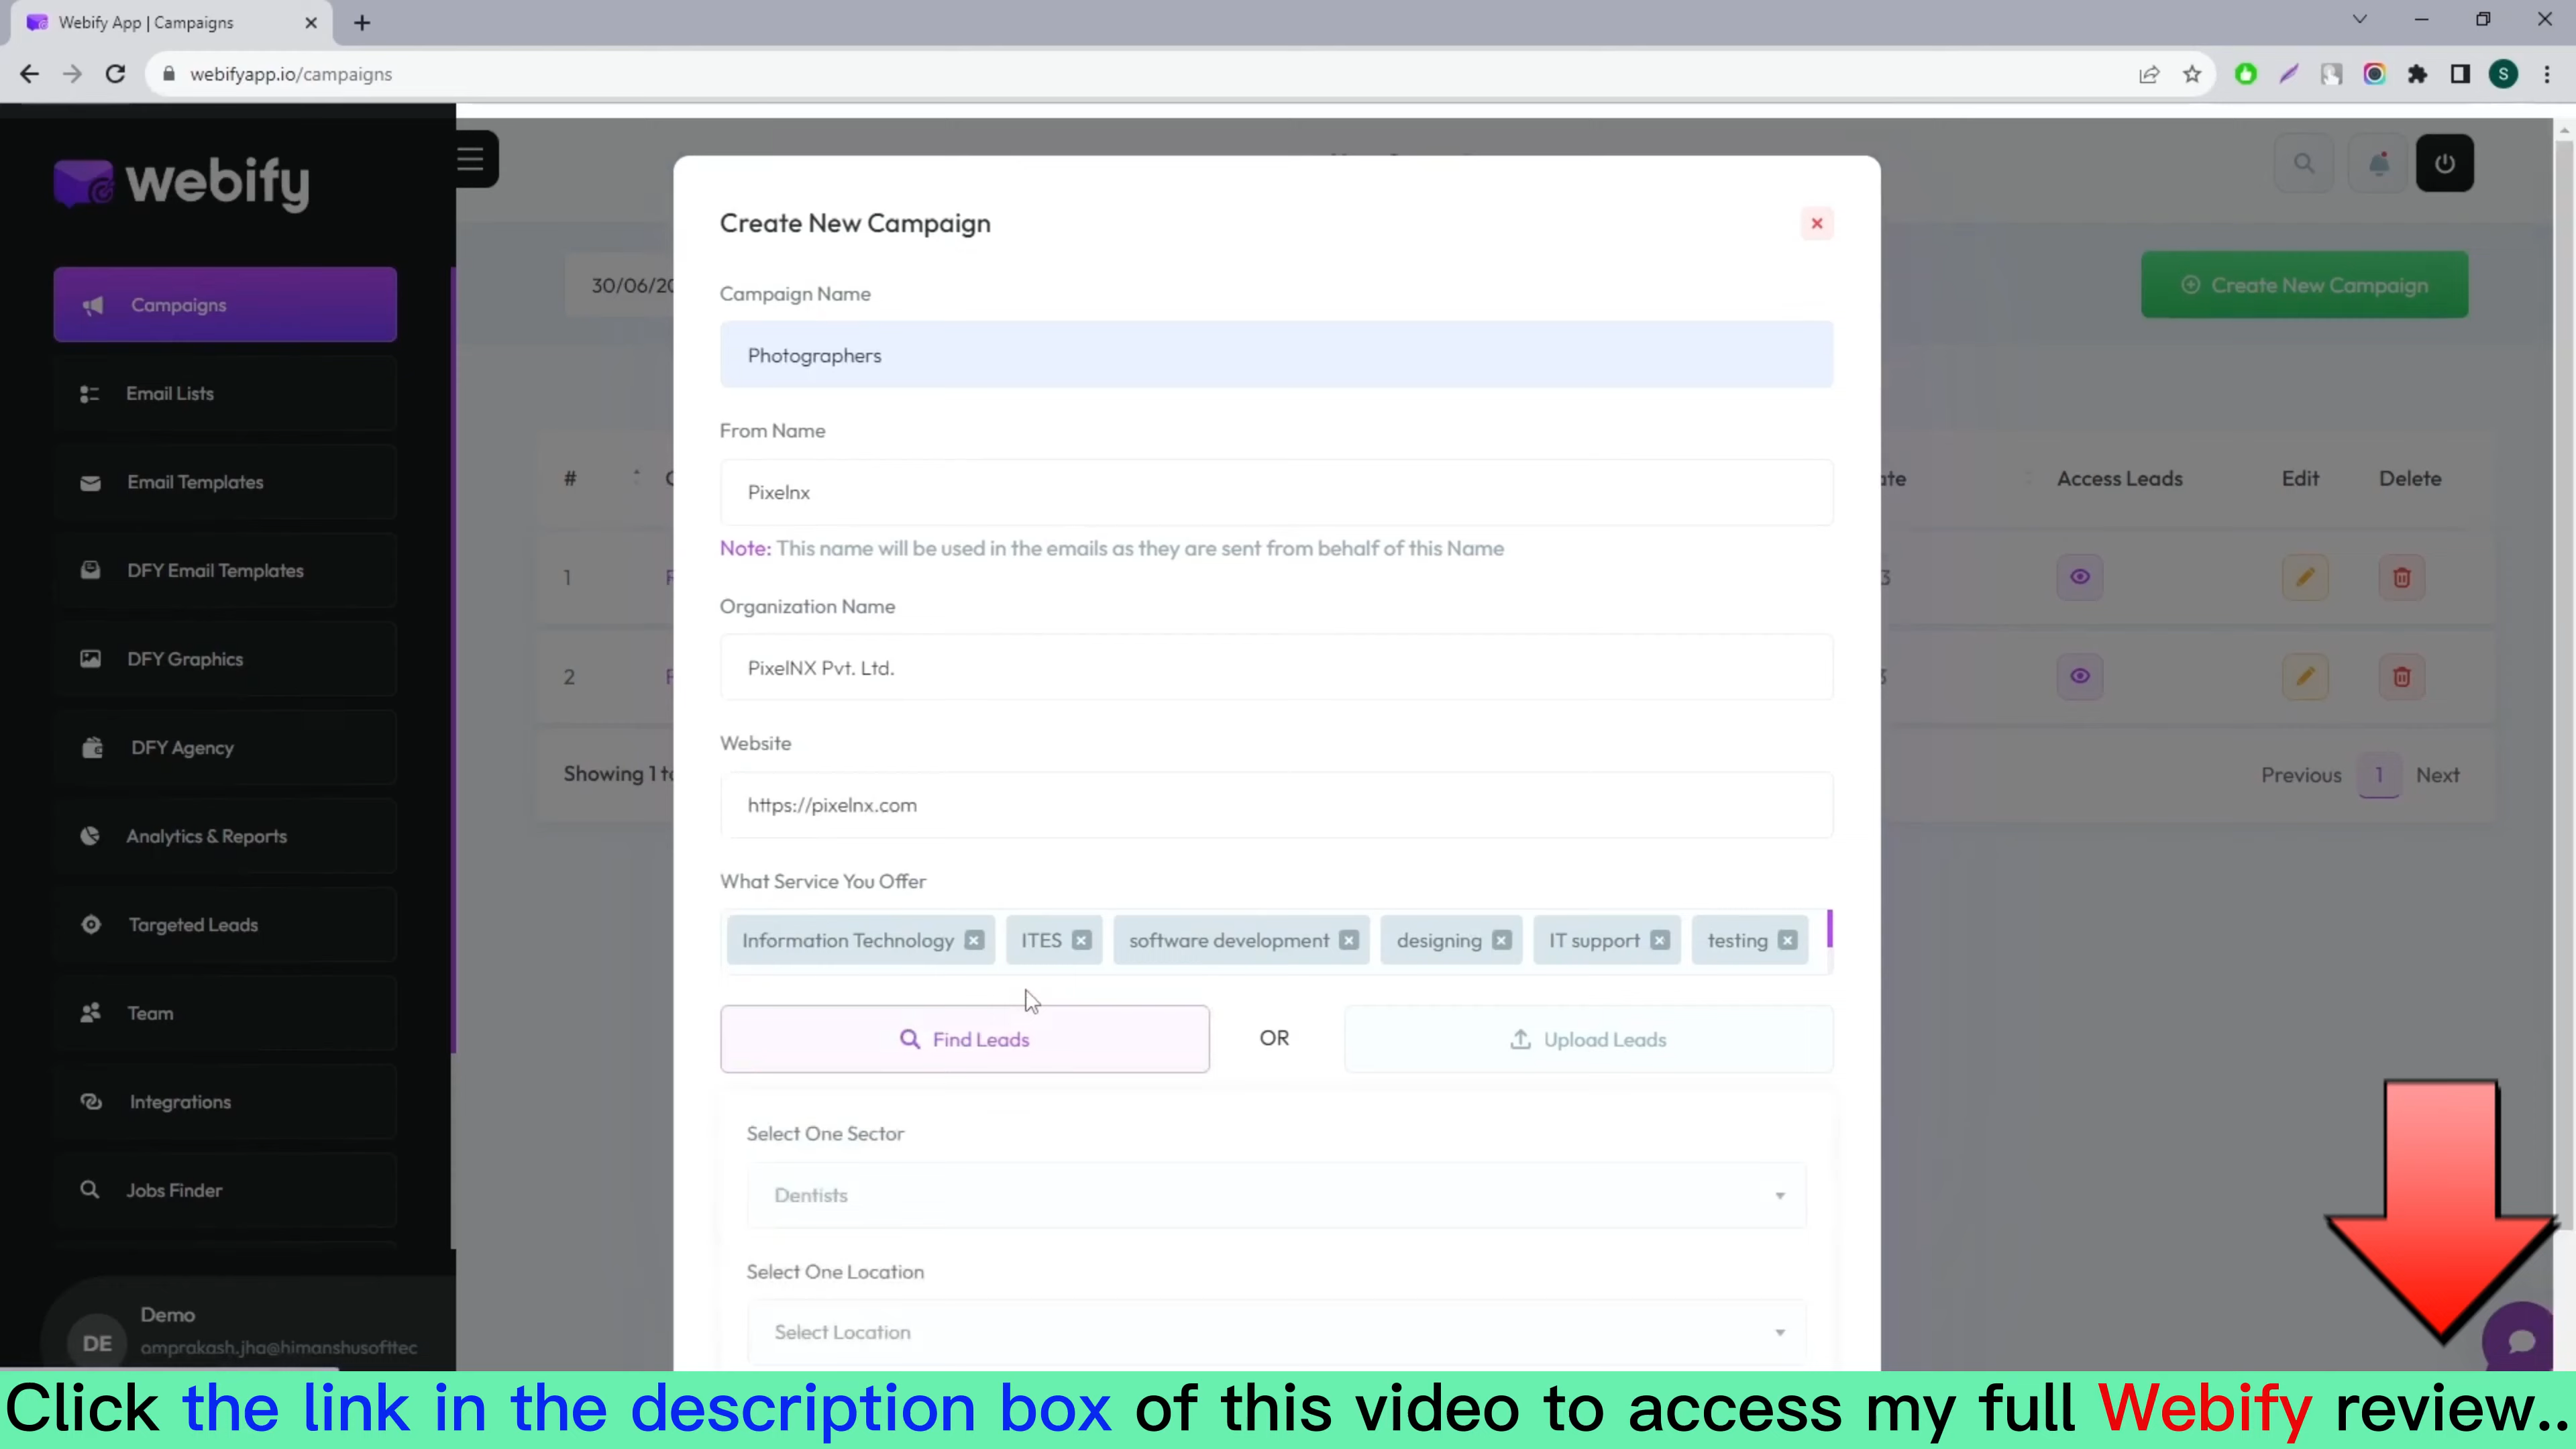 Webify App | Campaigns
webifyapp.io/campaigns
S
webify
Campaigns
Email Lists
Email Templates
DFY Email Templates
DFY Graphics
DFY Agency
Analytics & Reports
Targeted Leads
Team
Integrations
Jobs Finder
DE
Demo
amprakash.jha@himanshusofttec
30/06/20
Create New Campaign
# Access Leads Edit Delete
1
2
Previous 1 Next
Create New Campaign
Campaign Name
Photographers
From Name
Pixelnx
Note: This name will be used in the emails as they are sent from behalf of this Name
Organization Name
PixelNX Pvt. Ltd.
Website
https://pixelnx.com
What Service You Offer
Information Technology ITES software development designing IT support testing
Find Leads OR Upload Leads
Select One Sector
Dentists
Select One Location
Select Location
Showing 1
Click the link in the description box of this video to access my full Webify review..